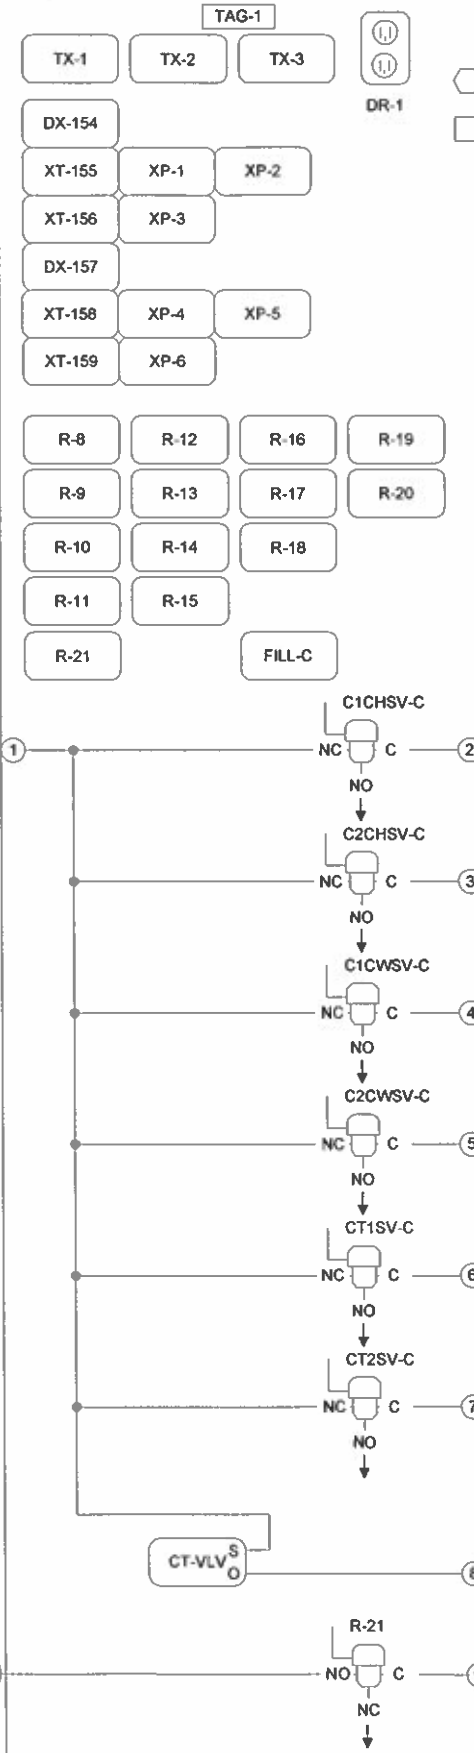 TAG-1
TX-1 TX-2 TX-3
DR-1
DX-154
XT-155 XP-1 XP-2
XT-156 XP-3
DX-157
XT-158 XP-4 XP-5
XT-159 XP-6
R-8 R-12 R-16 R-19
R-9 R-13 R-17 R-20
R-10 R-14 R-18
R-11 R-15
R-21 FILL-C
C1CHSV-C
1 NC C 2
NO
C2CHSV-C
NC C 3
NO
C1CWSV-C
NC C 4
NO
C2CWSV-C
NC C 5
NO
CT1SV-C
NC C 6
NO
CT2SV-C
NC C 7
NO
CT-VLV S
O 8
R-21
NO C
NC